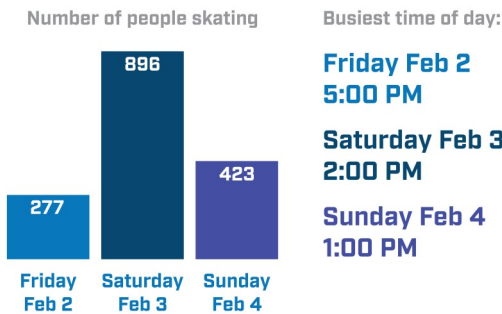 Number of people skating
896
423
277
Friday
Feb 2
Saturday
Feb 3
Sunday
Feb 4
Busiest time of day:
Friday Feb 2
5:00 PM
Saturday Feb 3
2:00 PM
Sunday Feb 4
1:00 PM